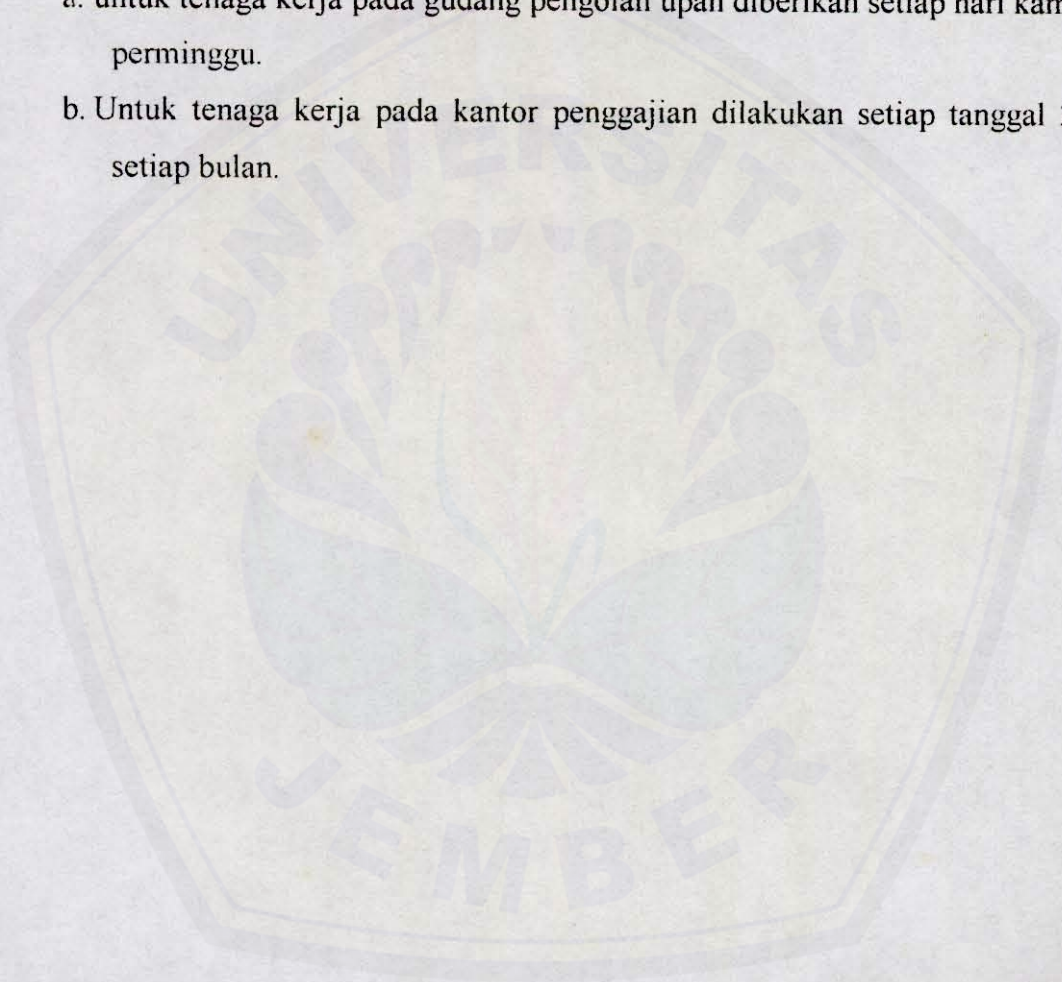 a. untuk tenaga kerja pada gudang pengolah upah diberikan setiap hari
perminggu.
b. Untuk tenaga kerja pada kantor penggajian dilakukan setiap tanggal
setiap bulan.
UNIVERSITAS
JEMBER